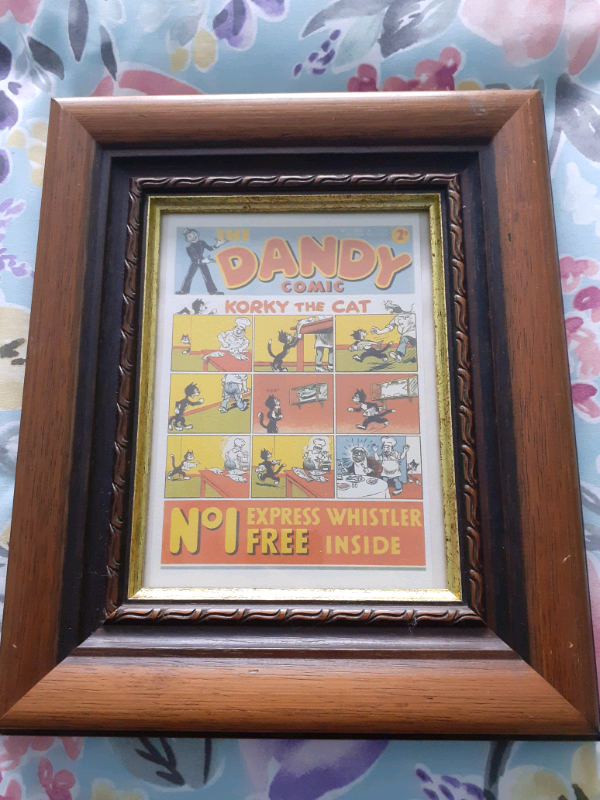 THE
DANDY
COMIC
2D
KORKY THE CAT
No1 EXPRESS WHISTLER
FREE INSIDE